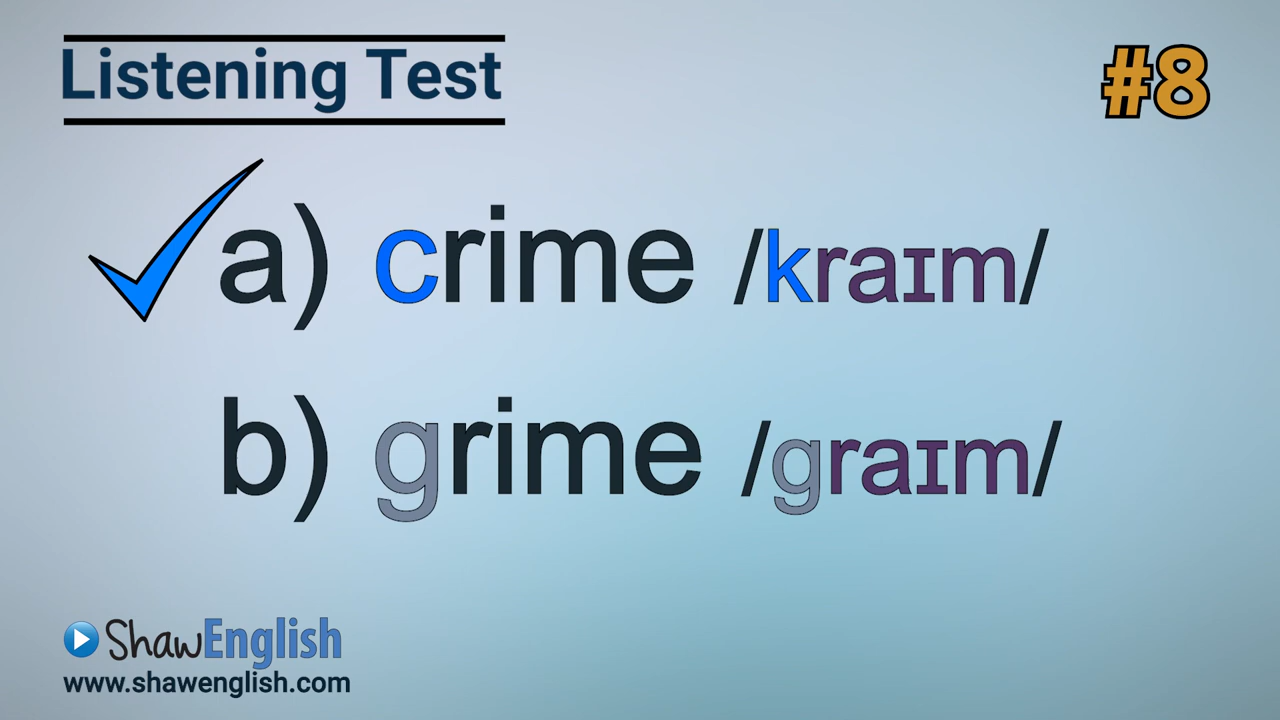 Listening Test
#8
a) crime /kraɪm/
b) grime /graɪm/
ShawEnglish
www.shawenglish.com